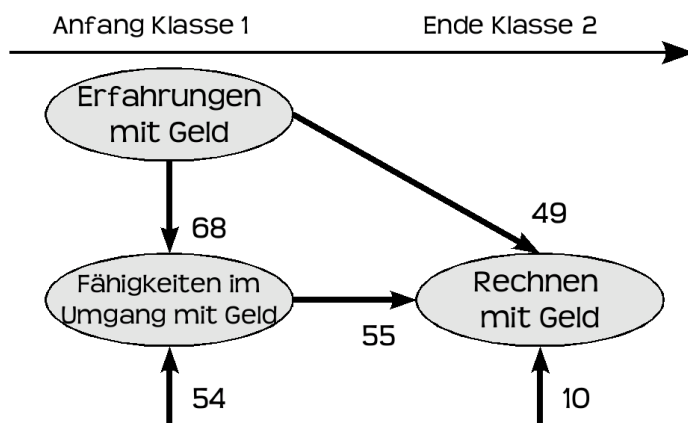 Anfang Klasse 1
Ende Klasse 2
Erfahrungen
mit Geld
49
68
Fähigkeiten im
Umgang mit Geld
Rechnen
mit Geld
55
54
10